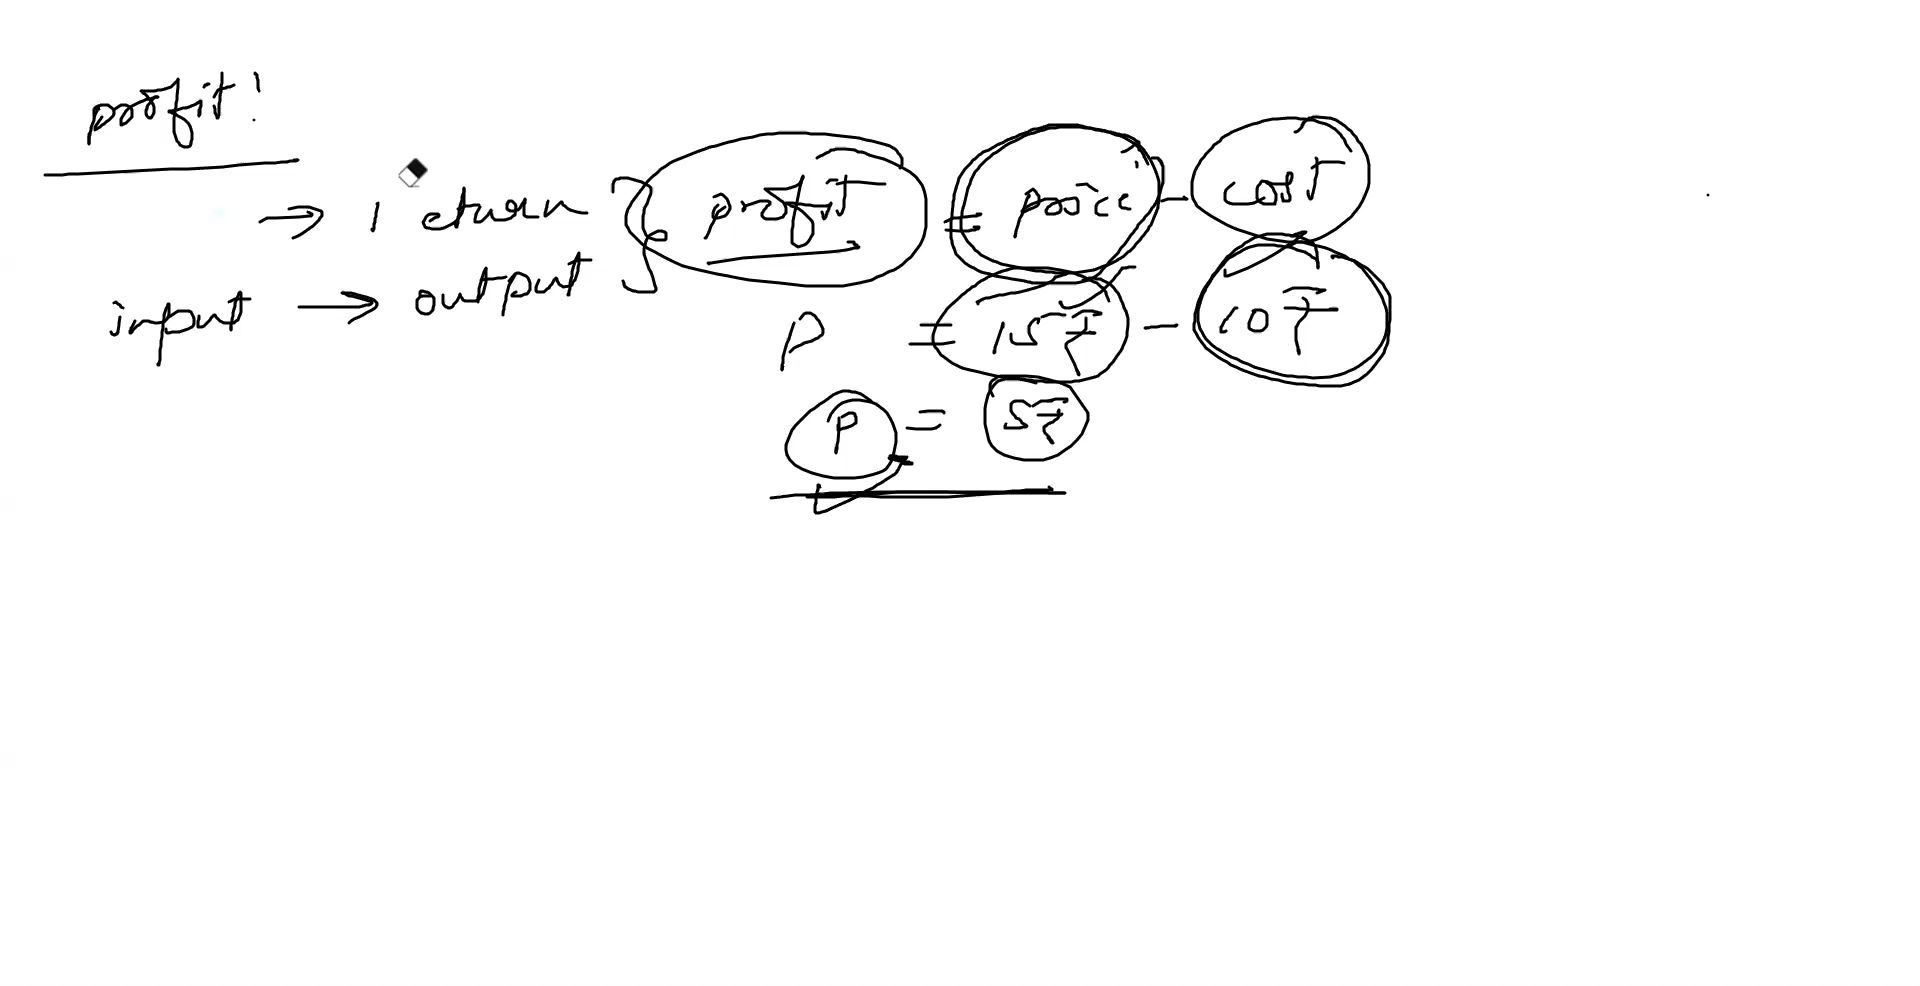 profit!
→ return } profit = price - cost
input → output
P = 15₹ - 10₹
P = 5₹